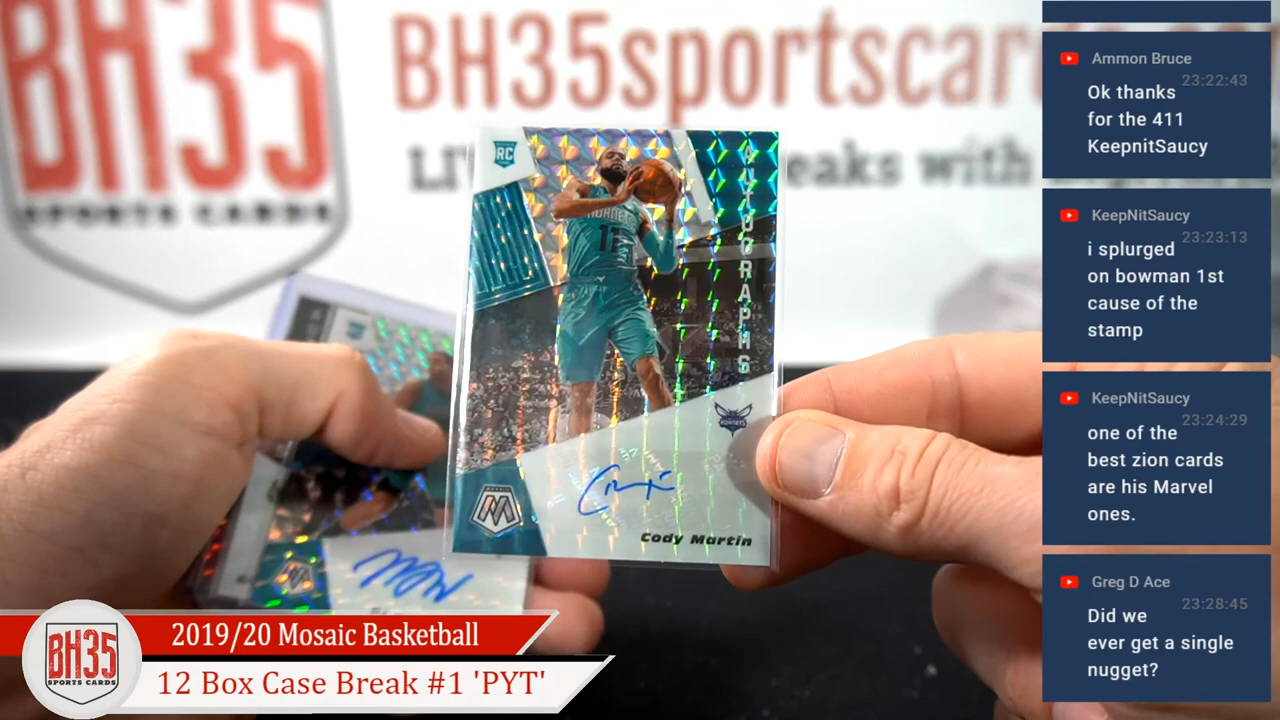 BH35
SPORTS CARDS
BH35sportscar
LI
eaks with
RC
AUTOGRAPHS
HORNETS
11
HORNETS
MOSAIC
M
Cody Martin
BH35
SPORTS CARDS
2019/20 Mosaic Basketball
12 Box Case Break #1 'PYT'
Ammon Bruce
23:22:43
Ok thanks
for the 411
KeepnitSaucy
KeepNitSaucy
23:23:13
i splurged
on bowman 1st
cause of the
stamp
KeepNitSaucy
23:24:29
one of the
best zion cards
are his Marvel
ones.
Greg D Ace
23:28:45
Did we
ever get a single
nugget?